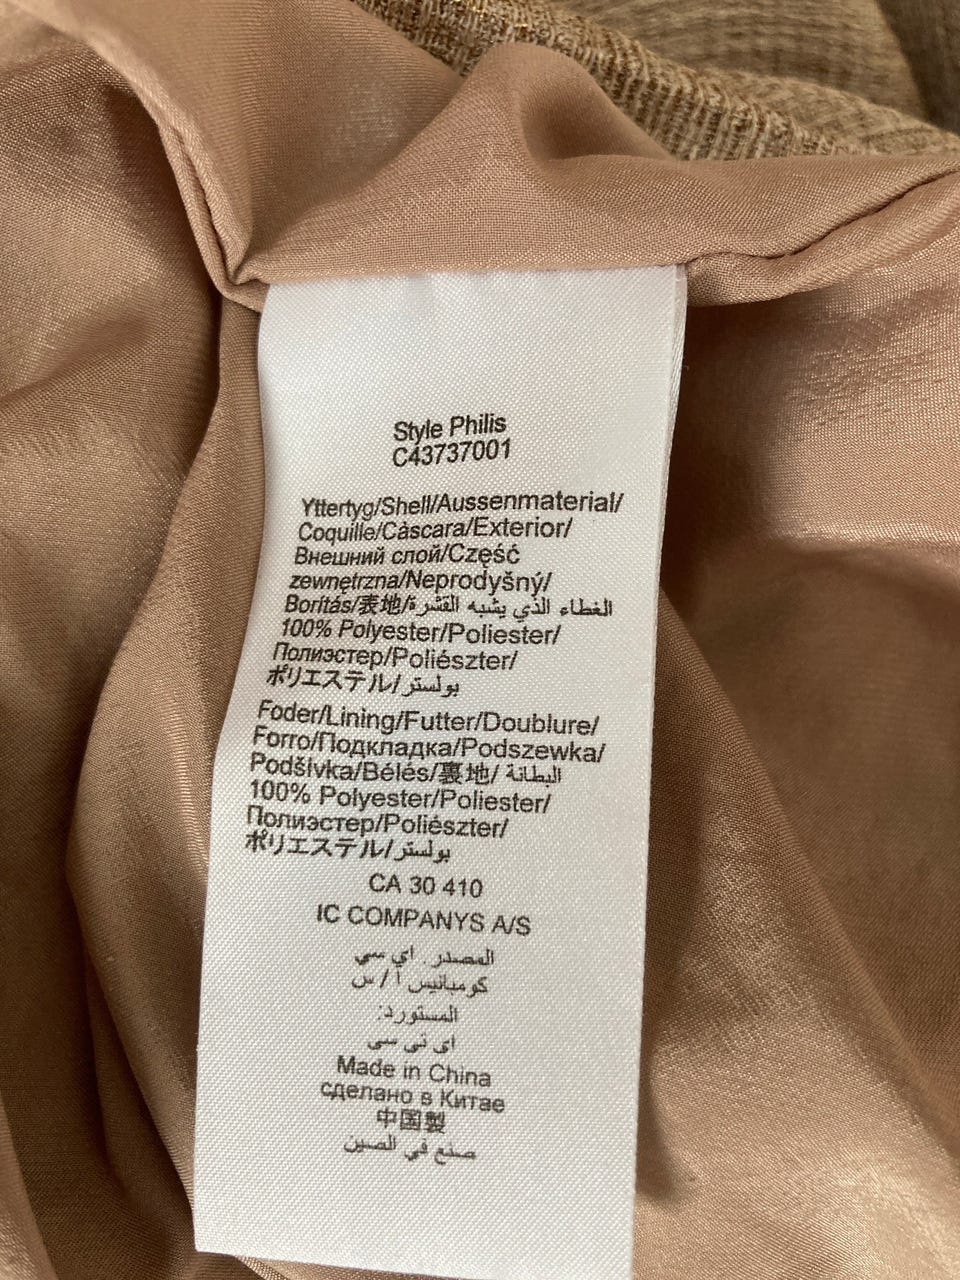 Style Philis
C43737001
Yttertyg/Shell/Aussenmaterial/
Coquille/Càscara/Exterior/
Внешний слой/Część
zewnętrzna/Neprodyšný/
Borítás/表地/الغطاء الذي يشبه القشرة
100% Polyester/Poliester/
Полиэстер/Poliészter/
ポリエステル/بولستر
Foder/Lining/Futter/Doublure/
Forro/Подкладка/Podszewka/
Podšívka/Bélés/裏地/ البطانة
100% Polyester/Poliester/
Полиэстер/Poliészter/
ポリエステル/بولستر
CA 30 410
IC COMPANYS A/S
المصدر. اي سي
كومبانيس ا / س
المستورد:
اي تي سي
Made in China
сделано в Китае
中国製
صنع في الصين